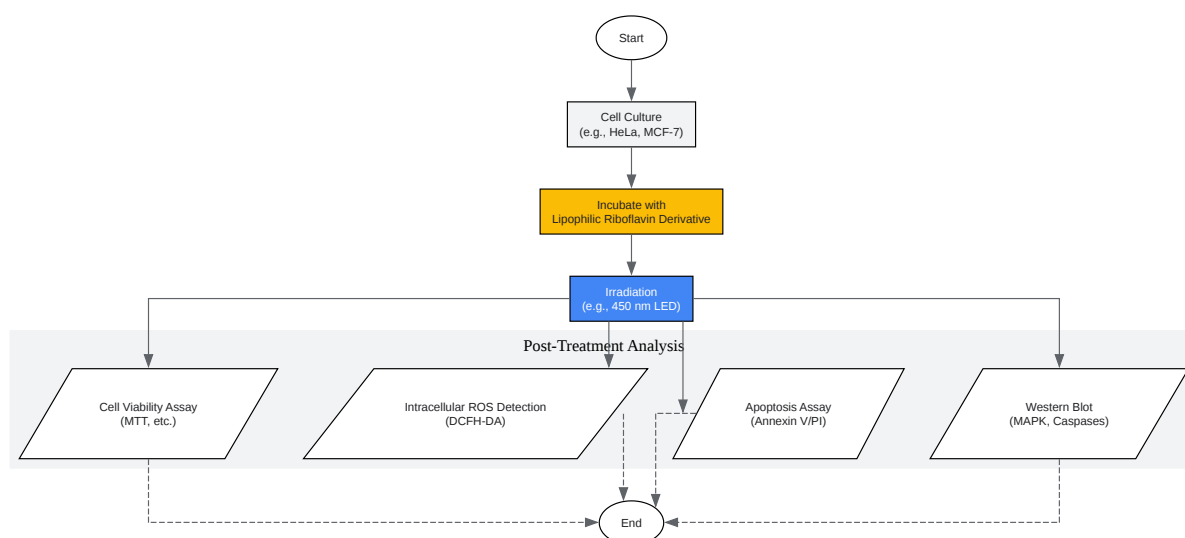 Start
Cell Culture
(e.g., HeLa, MCF-7)
Incubate with
Lipophilic Riboflavin Derivative
Irradiation
(e.g., 450 nm LED)
Post-Treatment Analysis
Cell Viability Assay
(MTT, etc.)
Intracellular ROS Detection
(DCFH-DA)
Apoptosis Assay
(Annexin V/PI)
Western Blot
(MAPK, Caspases)
End